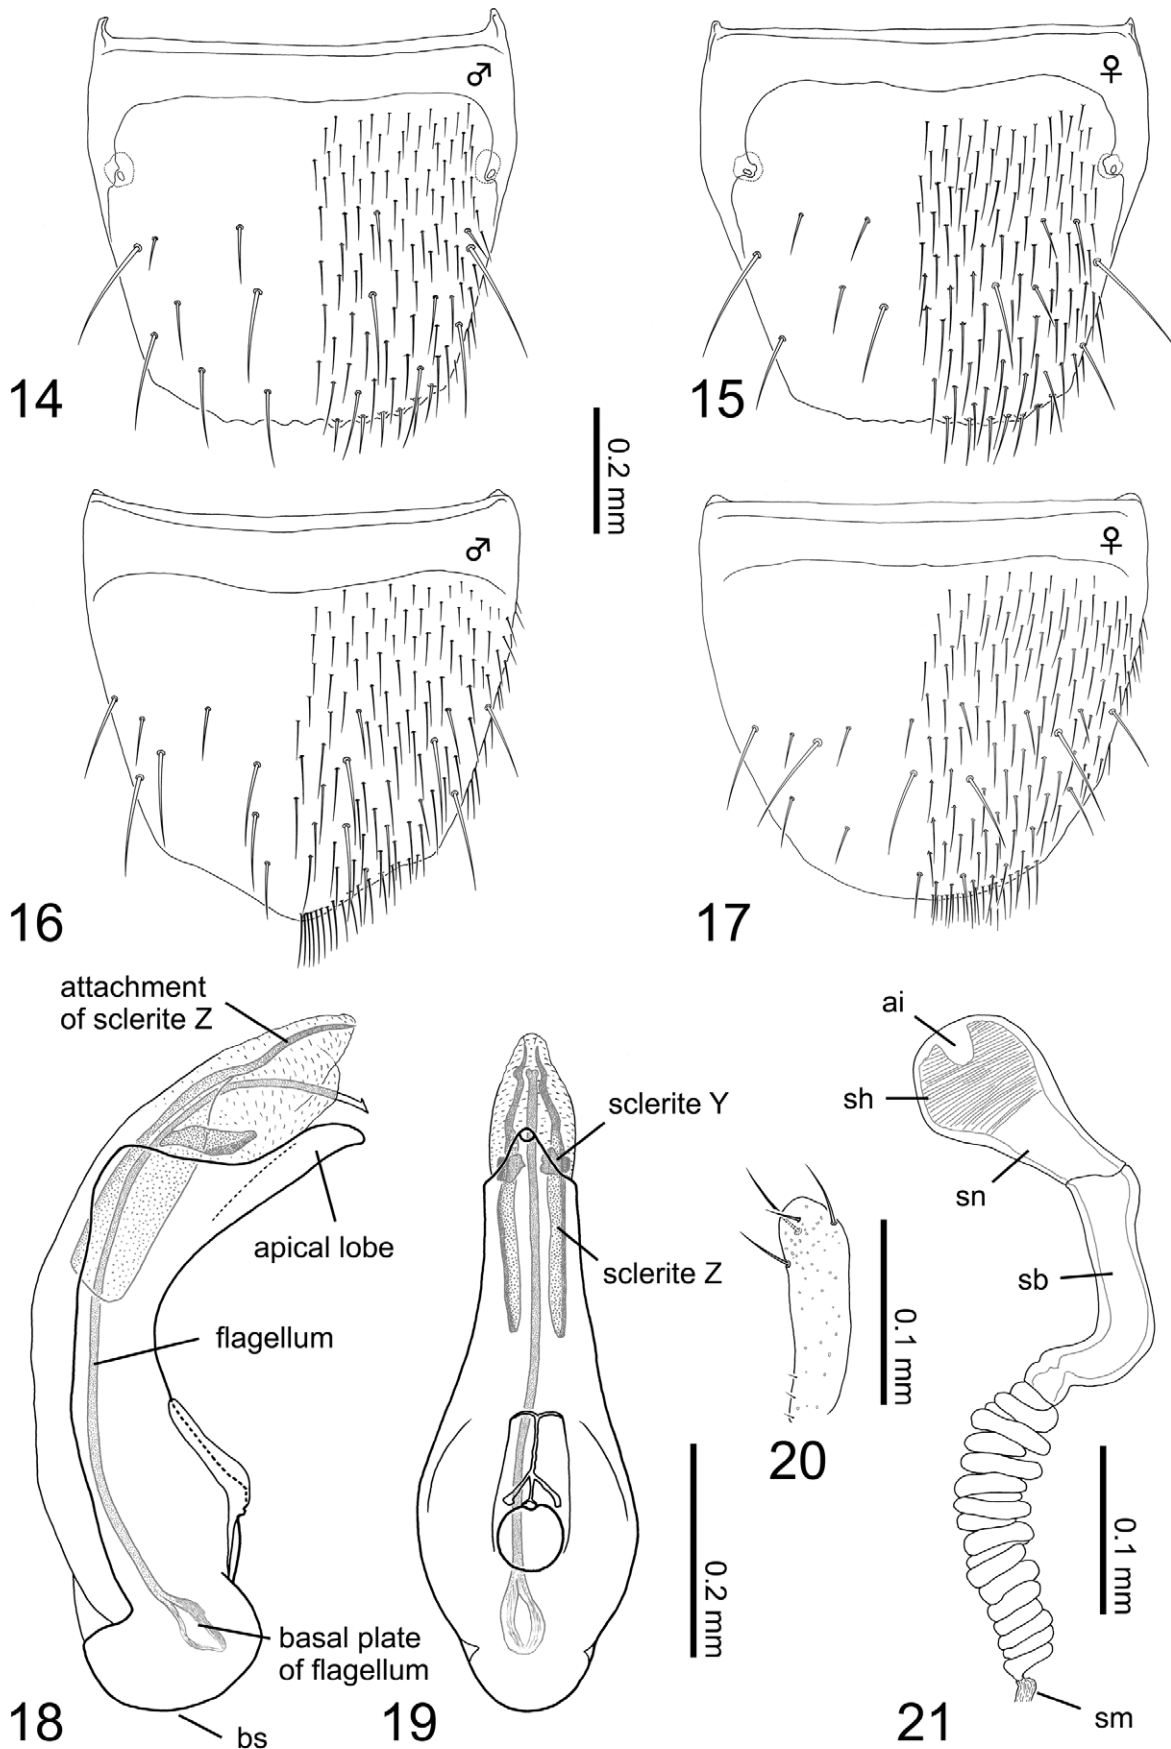 ♂
♀
14
15
0.2 mm
♂
♀
16
17
attachment
of sclerite Z
ai
sh
sclerite Y
sn
apical lobe
sclerite Z
sb
flagellum
0.1 mm
20
0.1 mm
0.2 mm
basal plate
of flagellum
18
bs
19
21
sm